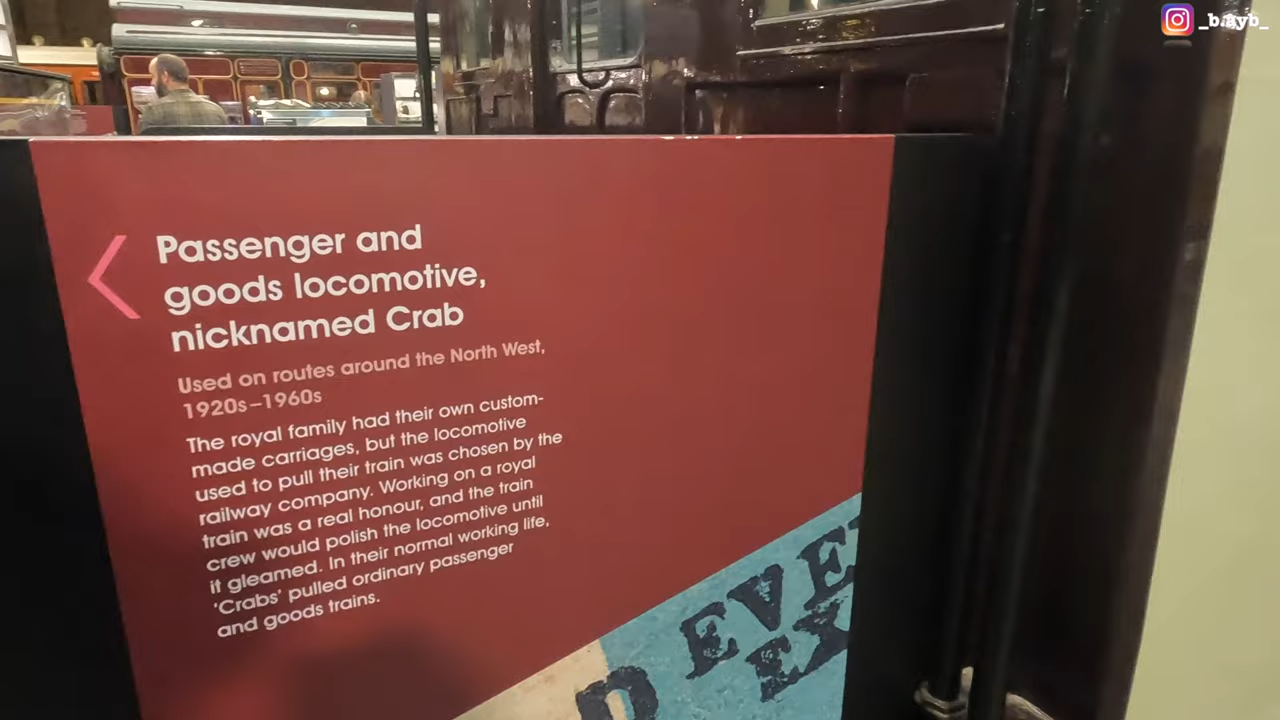 _b.ayb_
Passenger and
goods locomotive,
nicknamed Crab
Used on routes around the North West,
1920s–1960s
The royal family had their own custom-
made carriages, but the locomotive
used to pull their train was chosen by the
railway company. Working on a royal
train was a real honour, and the train
crew would polish the locomotive until
it gleamed. In their normal working life,
'Crabs' pulled ordinary passenger
and goods trains.